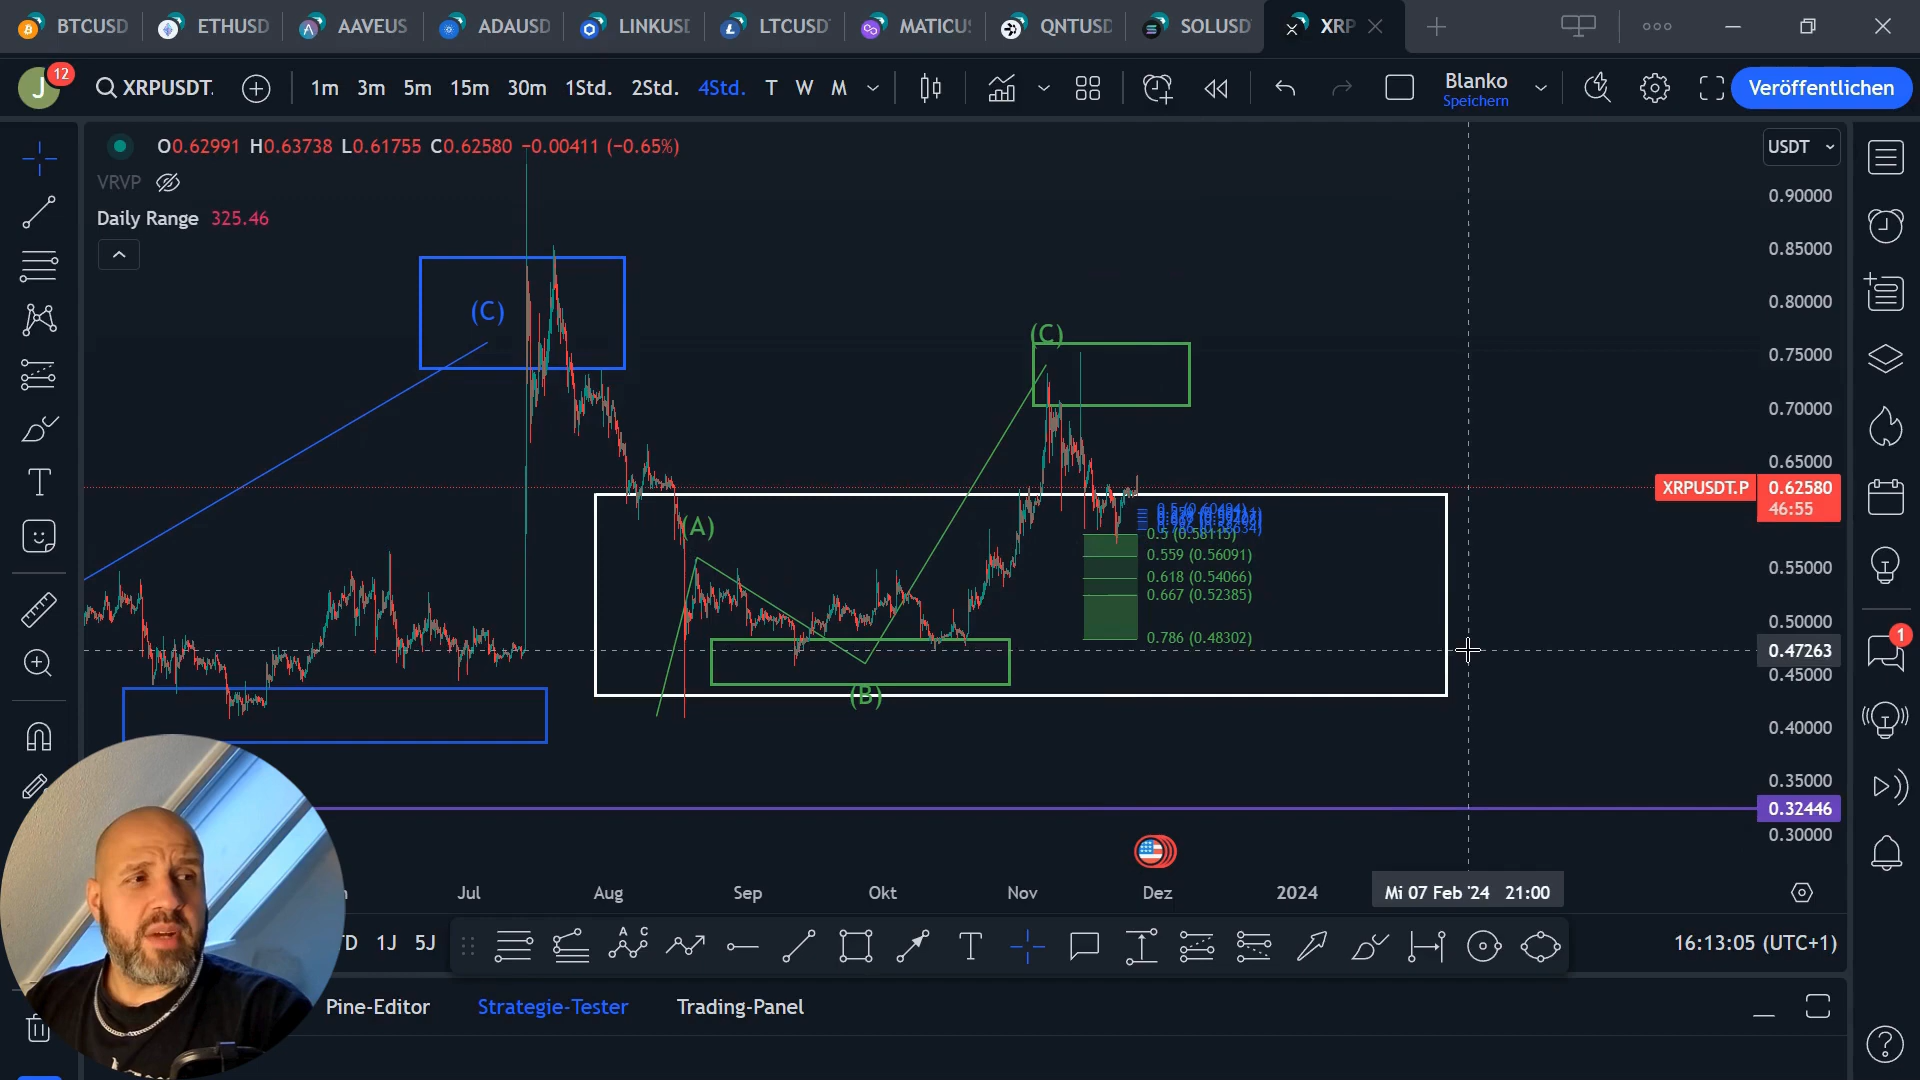 BTCUSD
ETHUSD
AAVEUS
ADAUSD
LINKUSD
LTCUSD
MATICUS
QNTUSD
SOLUSD
XRP
J
12
XRPUSDT.
1m 3m 5m 15m 30m 1Std. 2Std. 4Std. T W M
Blanko
Speichern
Veröffentlichen
O0.62991 H0.63738 L0.61755 C0.62580 −0.00411 (−0.65%)
USDT
VRVP
Daily Range 325.46
0.90000
0.85000
0.80000
0.75000
0.70000
0.65000
XRPUSDT.P
0.62580
46:55
0.55000
0.50000
0.47263
0.45000
0.40000
0.35000
0.32446
0.30000
(C)
(C)
(A)
(B)
0.5 (0.60494)
0.5 (0.58115)
0.559 (0.56091)
0.618 (0.54066)
0.667 (0.52385)
0.786 (0.48302)
1
Jul
Aug
Sep
Okt
Nov
Dez
2024
Mi 07 Feb '24 21:00
1J
5J
A C
B
T
16:13:05 (UTC+1)
Pine-Editor
Strategie-Tester
Trading-Panel